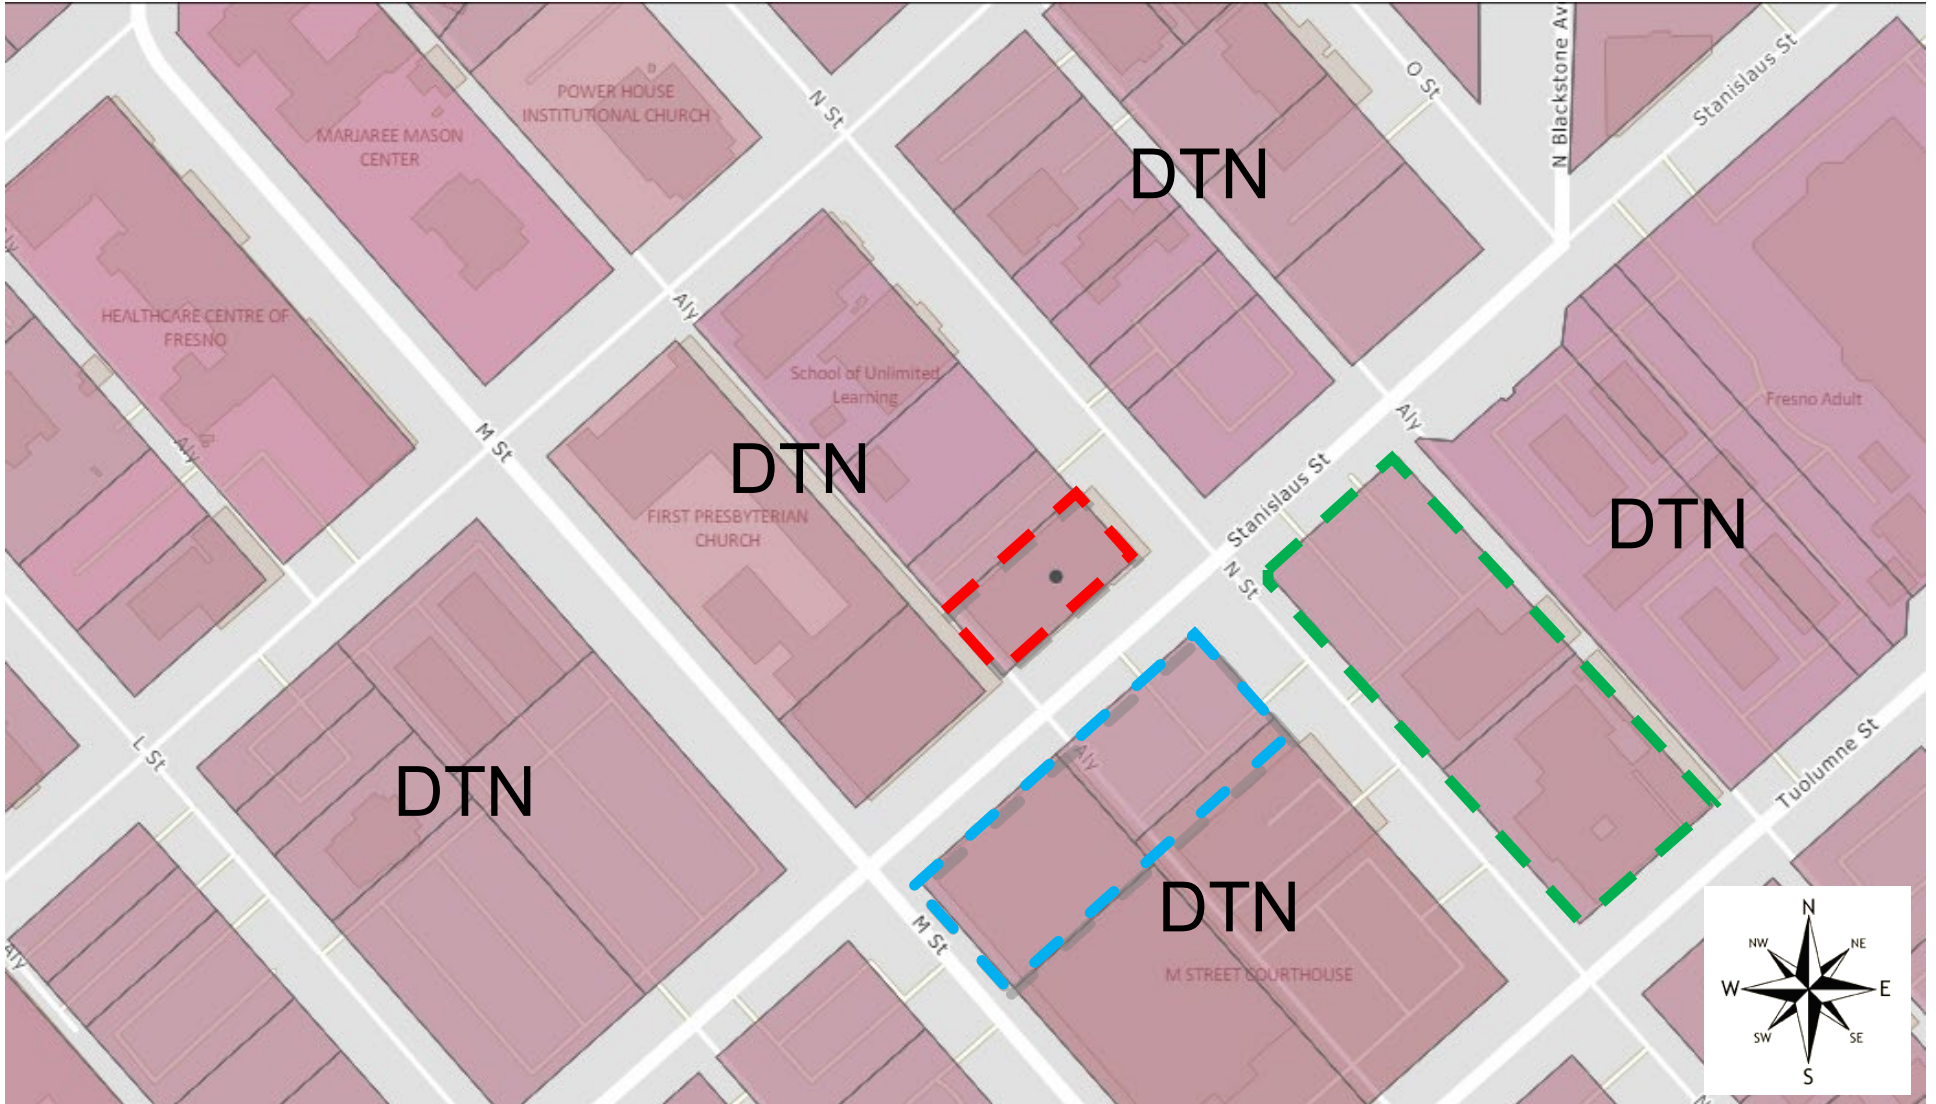 N Blackstone Av
O St
Stanislaus St
POWER HOUSE
INSTITUTIONAL CHURCH
N St
MARJAREE MASON
CENTER
DTN
HEALTHCARE CENTRE OF
FRESNO
Aly
School of Unlimited
Learning
Fresno Adult
Aly
M St
Aly
DTN
Stanislaus St
FIRST PRESBYTERIAN
CHURCH
DTN
N St
L St
Aly
Tuolumne St
DTN
DTN
M St
Aly
M STREET COURTHOUSE
N
NW
NE
W
E
SW
SE
S